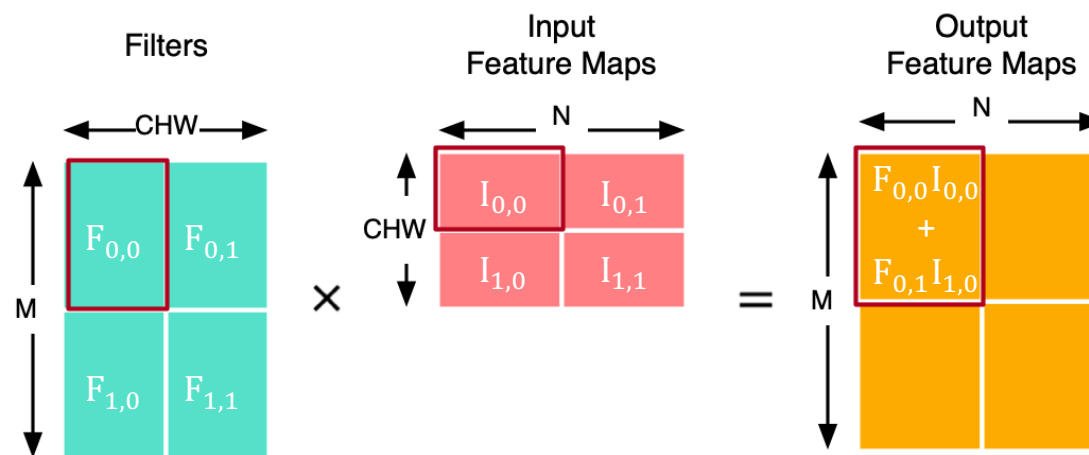 Filters
Input
Feature Maps
Output
Feature Maps
CHW
N
N
M
F0,0
F0,1
F1,0
F1,1
×
CHW
I0,0
I0,1
I1,0
I1,1
=
M
F0,0I0,0
+
F0,1I1,0